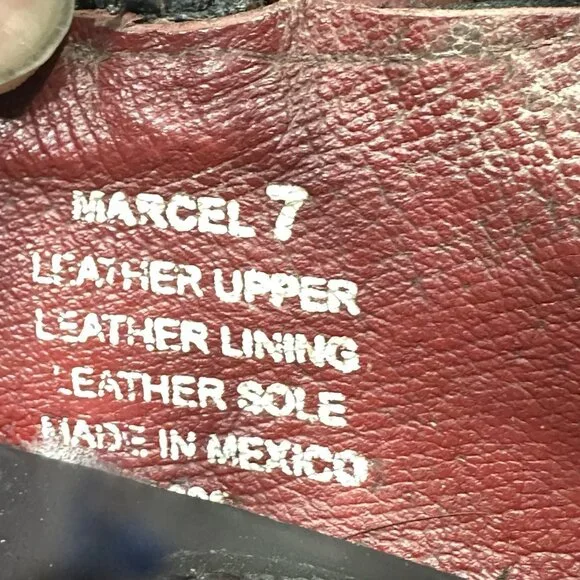 MARCEL 7
LEATHER UPPER
LEATHER LINING
LEATHER SOLE
MADE IN MEXICO